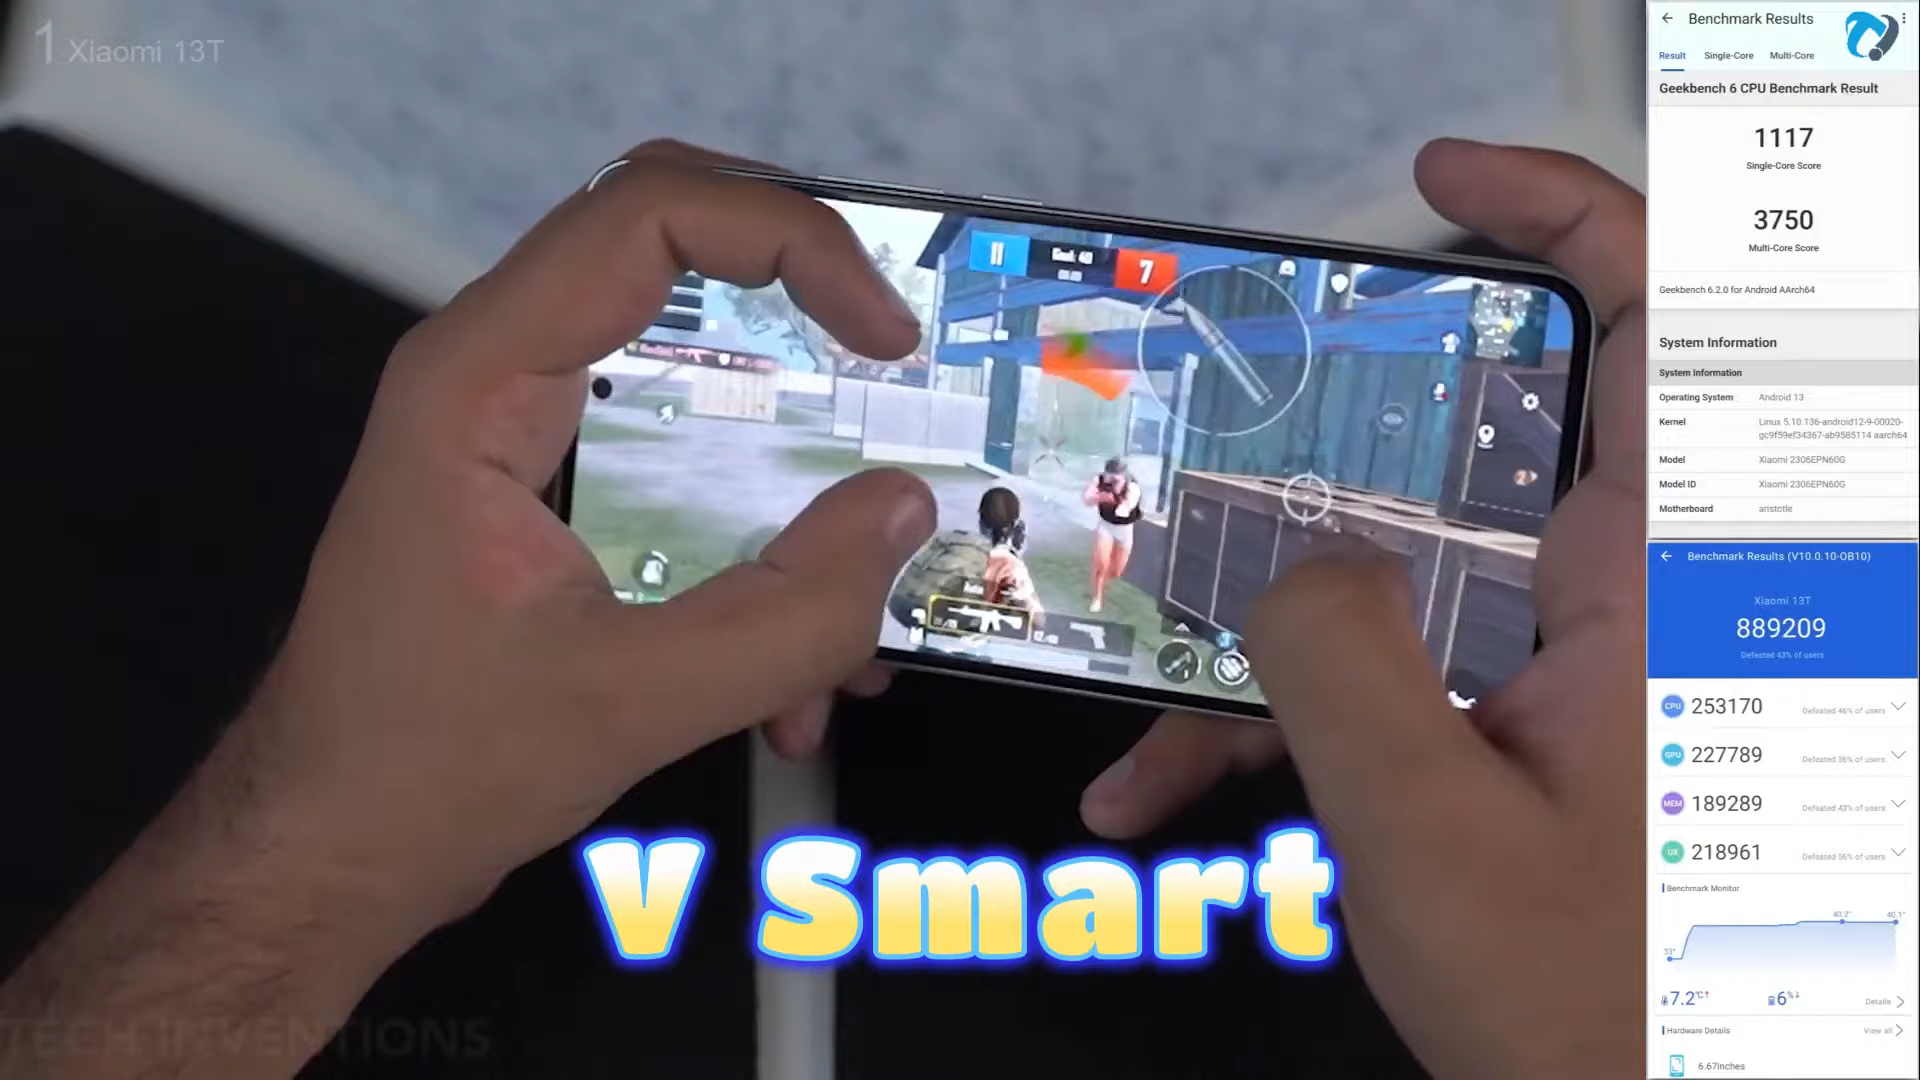 1 Xiaomi 13T
11
7
V Smart
TECH INVENTIONS
Benchmark Results
Result Single-Core Multi-Core
Geekbench 6 CPU Benchmark Result
1117
Single-Core Score
3750
Multi-Core Score
Geekbench 6.2.0 for Android AArch64
System Information
System Information
Operating System Android 13
Kernel Linux 5.10.136-android12-9-00020-
gc9f59ef34367-ab9585114 aarch64
Model Xiaomi 2306EPN60G
Model ID Xiaomi 2306EPN60G
Motherboard aristotle
Benchmark Results (V10.0.10-OB10)
Xiaomi 13T
889209
Defeated 43% of users
CPU 253170 Defeated 46% of users
GPU 227789 Defeated 36% of users
MEM 189289 Defeated 43% of users
UX 218961 Defeated 56% of users
Benchmark Monitor
33° 40.2° 40.1°
7.2°C↑ 6%↓ Details
Hardware Details View all
6.67inches